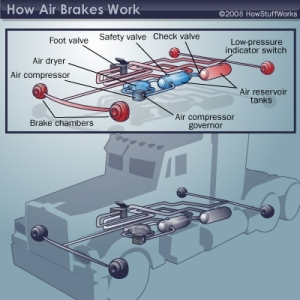 How Air Brakes Work
©2008 HowStuffWorks
Foot valve
Safety valve
Check valve
Low-pressure
indicator switch
Air dryer
Air compressor
Air reservoir
tanks
Brake chambers
Air compressor
governor